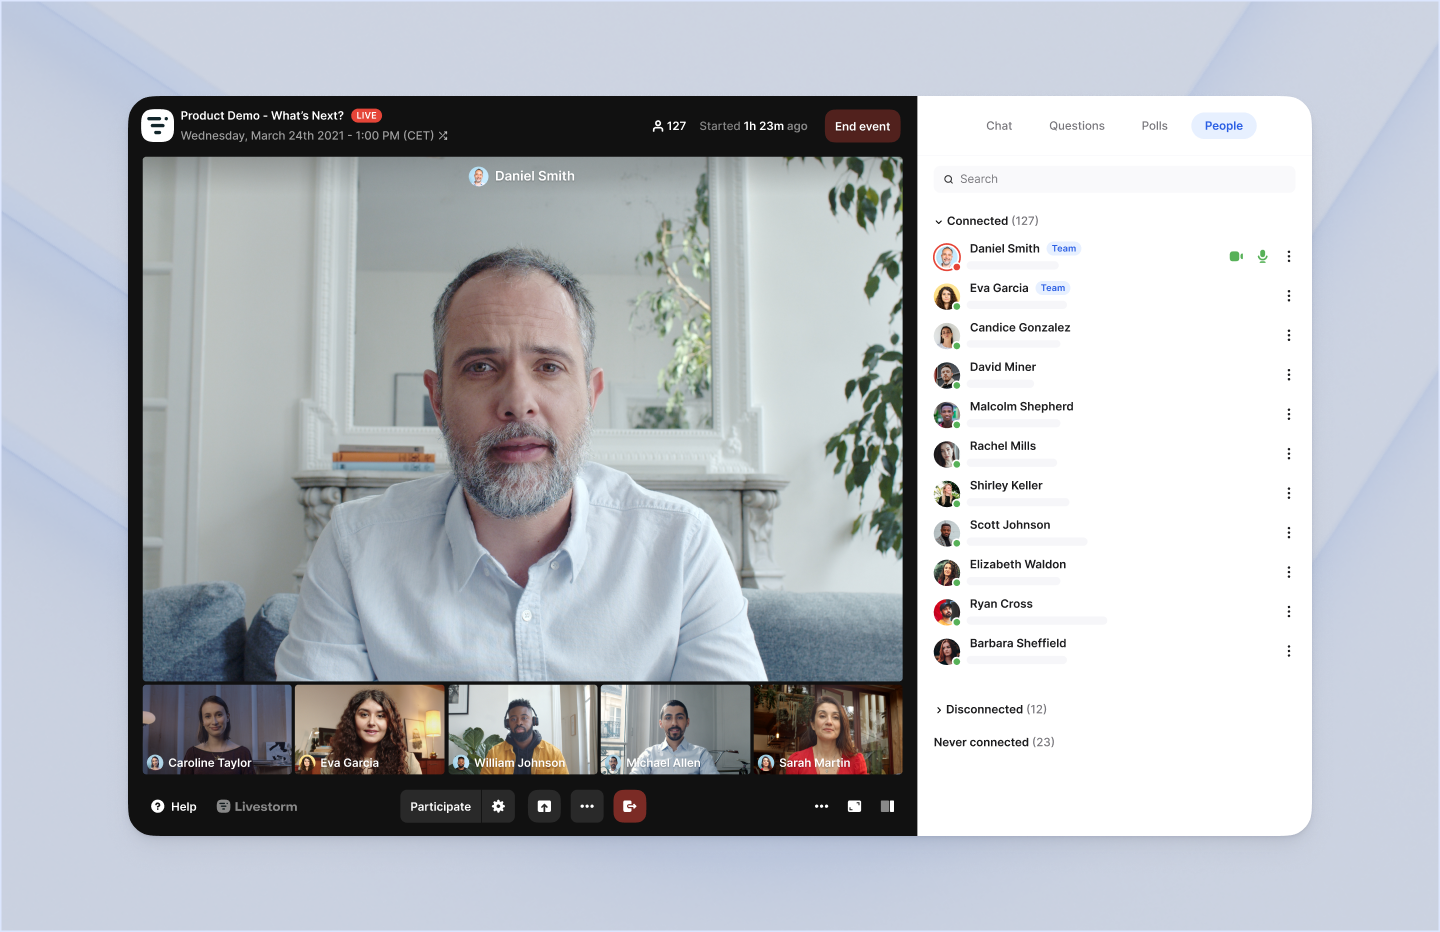 Product Demo - What's Next? LIVE
Wednesday, March 24th 2021 - 1:00 PM (CET)
127 Started 1h 23m ago
End event
Daniel Smith
Caroline Taylor
Eva Garcia
William Johnson
Michael Allen
Sarah Martin
Help
Livestorm
Participate
Chat Questions Polls People
Search
Connected (127)
Daniel Smith Team
Eva Garcia Team
Candice Gonzalez
David Miner
Malcolm Shepherd
Rachel Mills
Shirley Keller
Scott Johnson
Elizabeth Waldon
Ryan Cross
Barbara Sheffield
Disconnected (12)
Never connected (23)